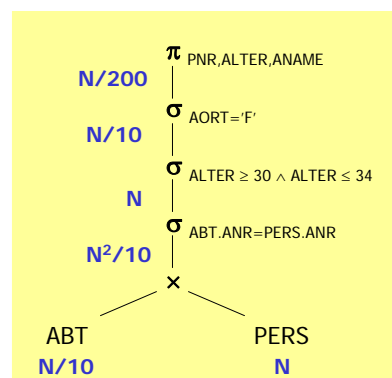 π PNR,ALTER,ANAME
N/200
σ AORT='F'
N/10
σ ALTER ≥ 30 ∧ ALTER ≤ 34
N
σ ABT.ANR=PERS.ANR
N²/10
×
ABT PERS
N/10 N